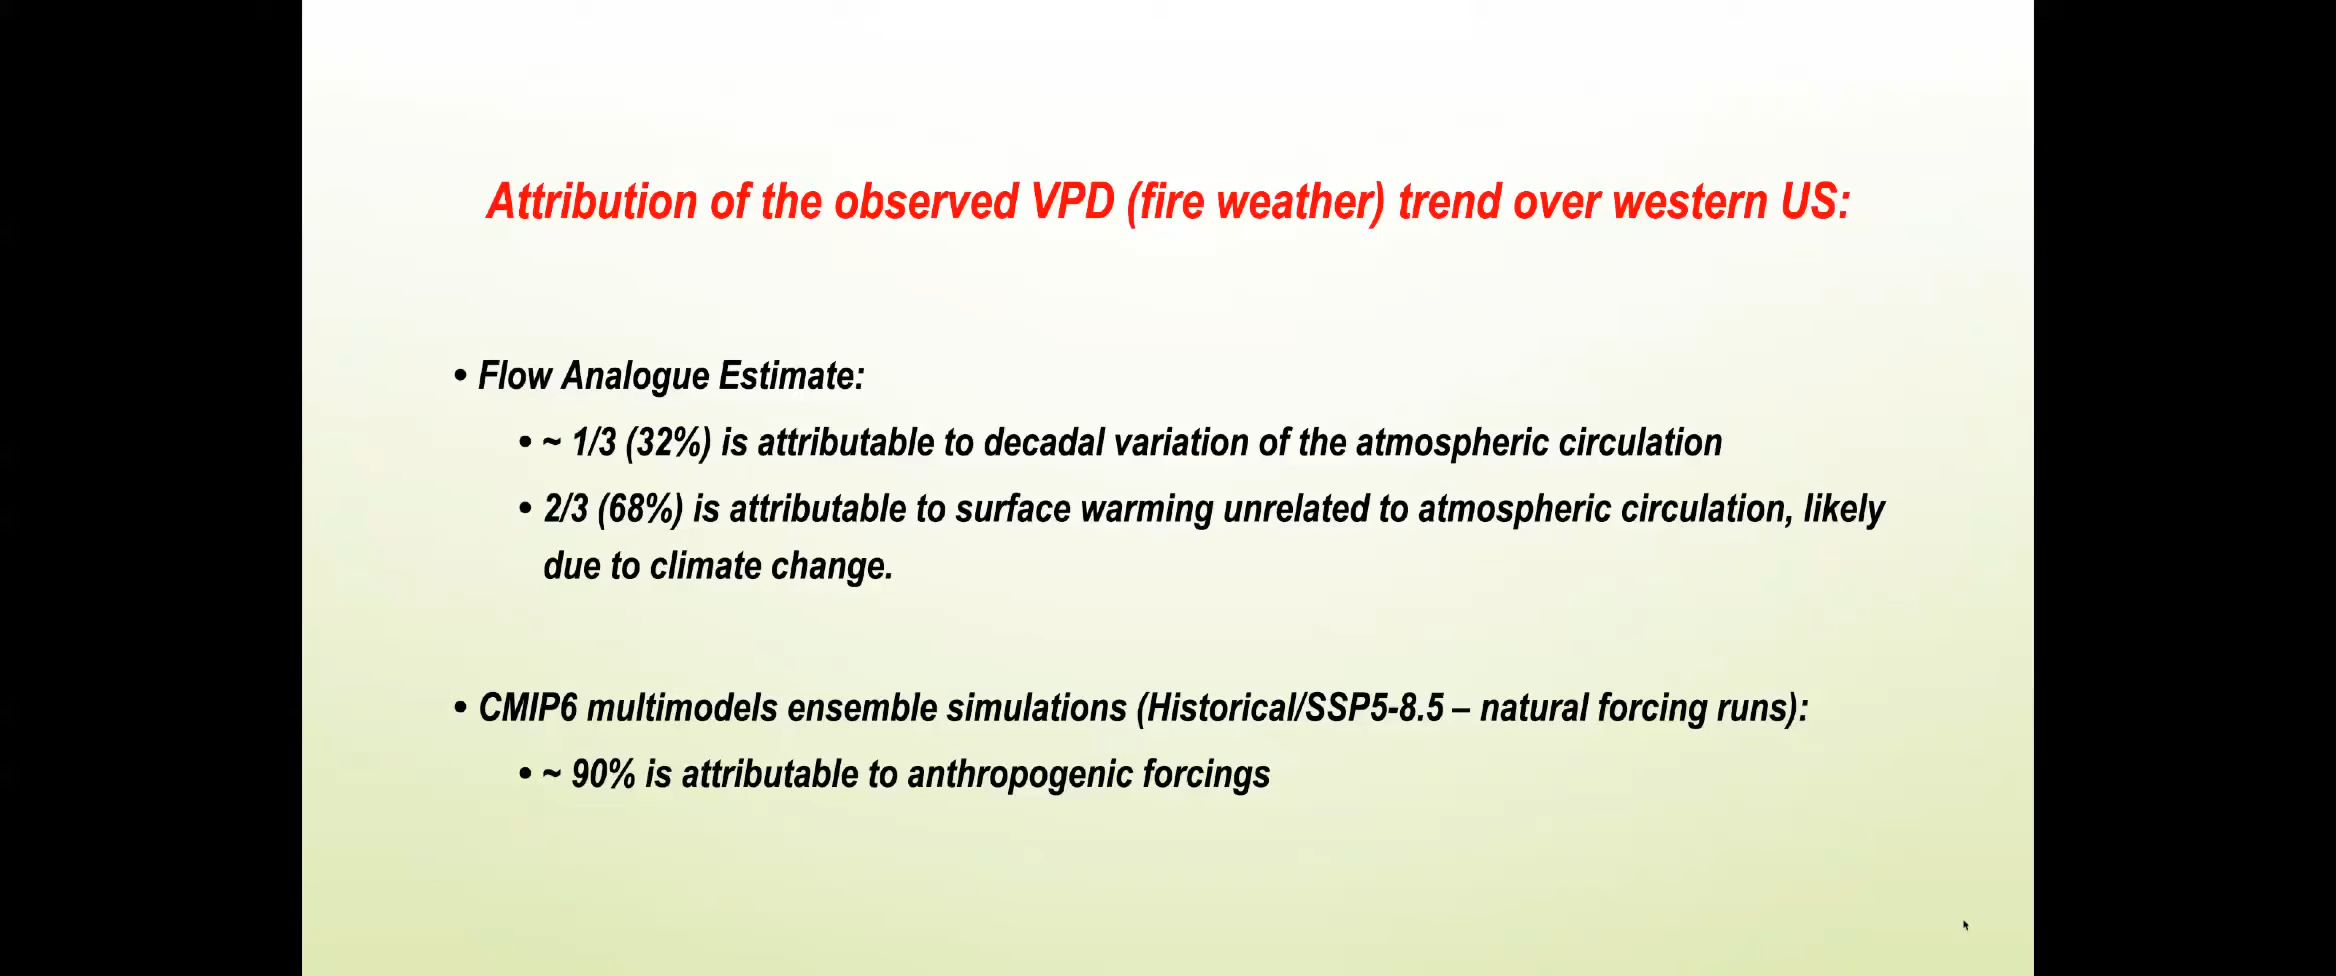 Attribution of the observed VPD (fire weather) trend over western US:
• Flow Analogue Estimate:
• ~ 1/3 (32%) is attributable to decadal variation of the atmospheric circulation
• 2/3 (68%) is attributable to surface warming unrelated to atmospheric circulation, likely
due to climate change.
• CMIP6 multimodels ensemble simulations (Historical/SSP5-8.5 – natural forcing runs):
• ~ 90% is attributable to anthropogenic forcings